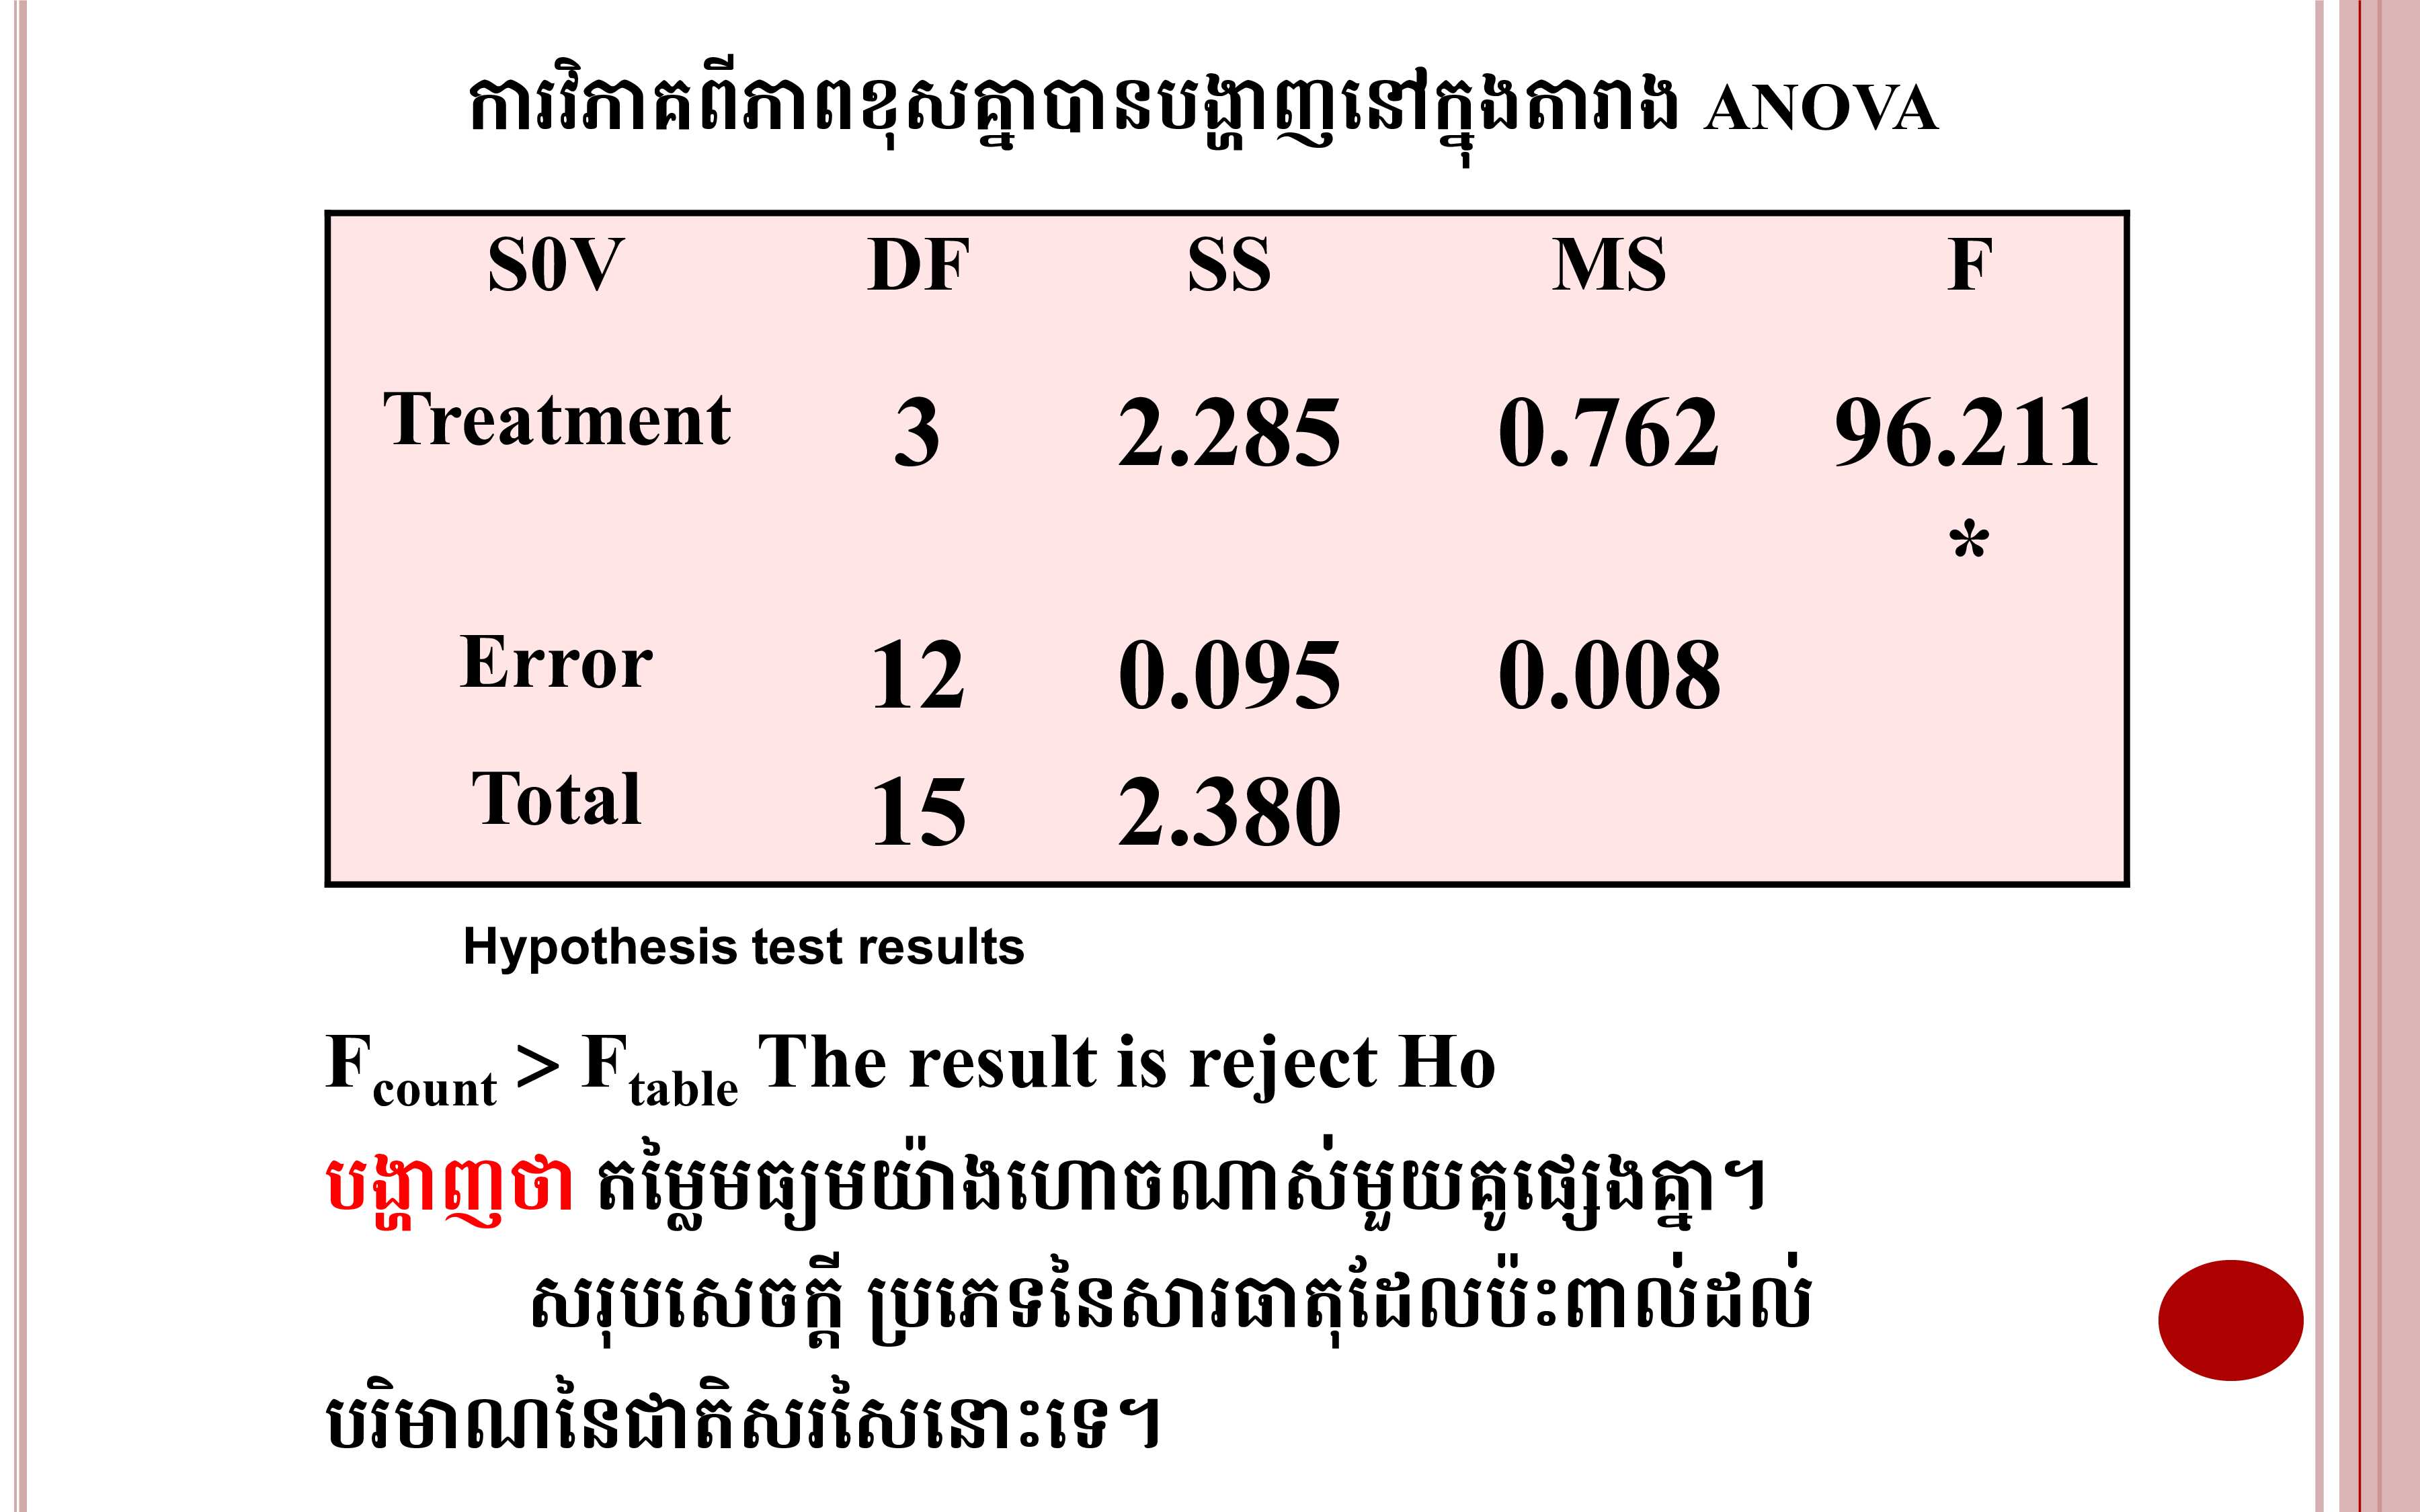 ការវិភាគពីភាពខុសគ្នាបានបង្ហាញនៅក្នុងតារាង ANOVA
S0V DF SS MS F
Treatment 3 2.285 0.762 96.211
*
Error 12 0.095 0.008
Total 15 2.380
Hypothesis test results
Fcount > Ftable The result is reject Ho
បង្ហាញថា តម្លៃមធ្យមយ៉ាងហោចណាស់មួយគូផ្សេងគ្នា។
សរុបសេចក្តី ប្រភេទនៃសារធាតុដែលប៉ះពាល់ដល់
បរិមាណនៃជាតិសរសៃនោះទេ។